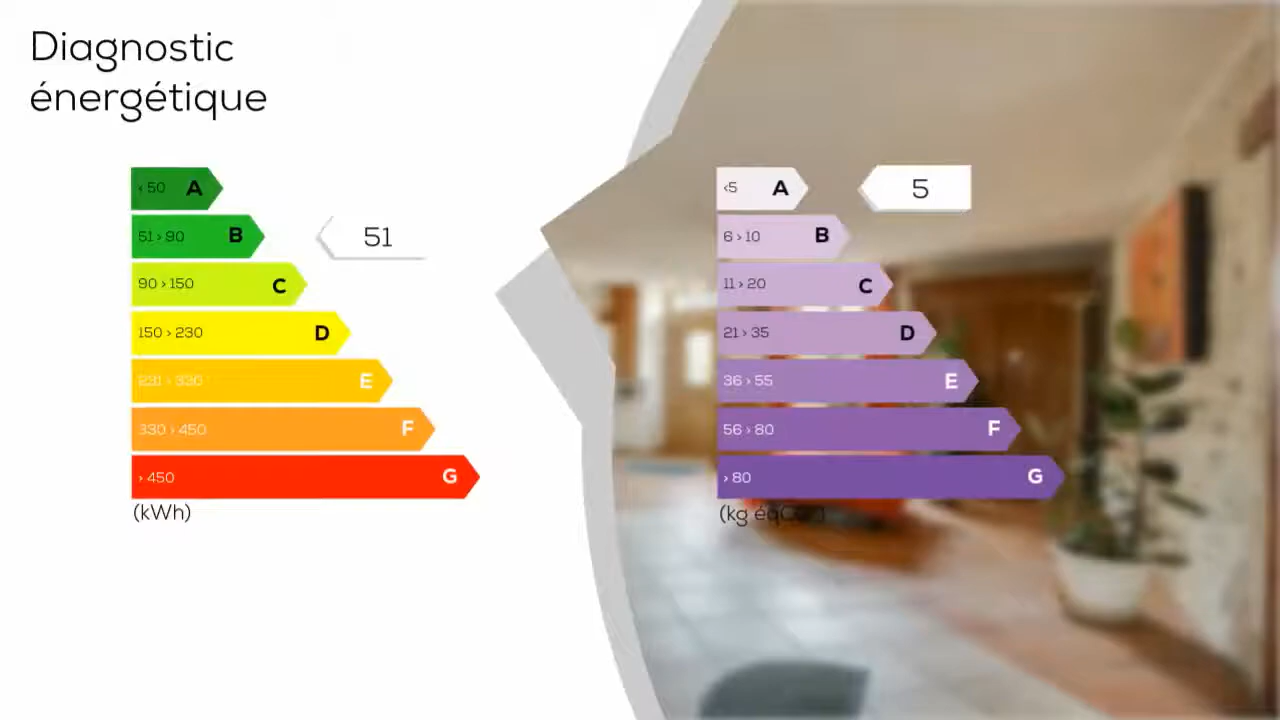 Diagnostic
énergétique
< 50 A
51 > 90 B
51
90 > 150 C
150 > 230 D
E
330 > 450 F
> 450 G
(kWh)
<5 A
5
6 > 10 B
11 > 20 C
21 > 35 D
36 > 55 E
56 > 80 F
> 80 G
(kg